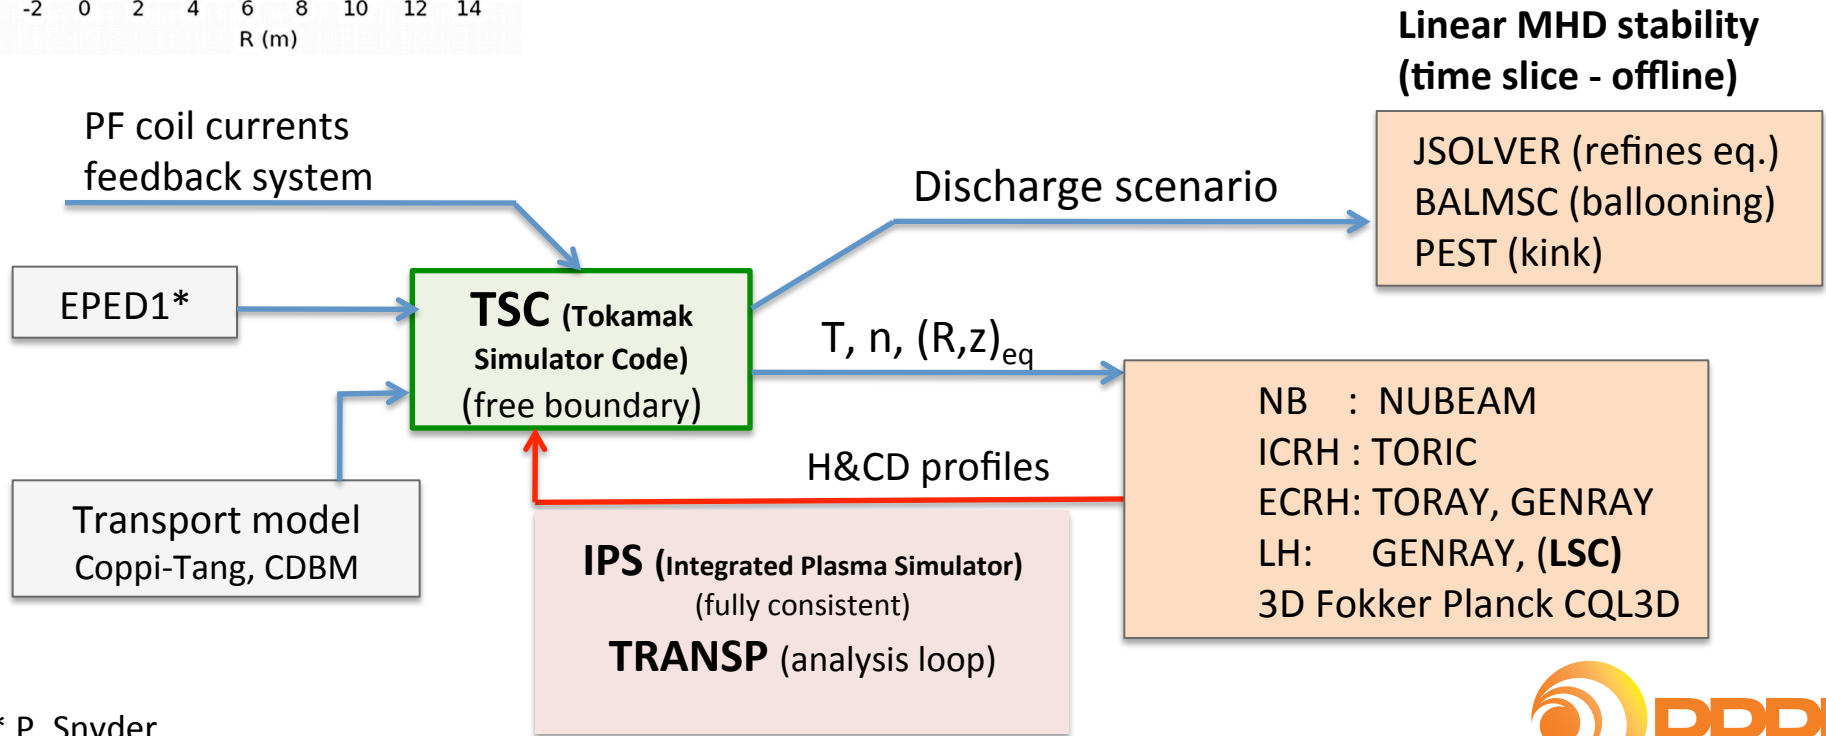 -2 0 2 4 6 8 10 12 14
R (m)
Linear MHD stability
(time slice - offline)
PF coil currents
feedback system
JSOLVER (refines eq.)
BALMSC (ballooning)
PEST (kink)
Discharge scenario
EPED1*
TSC (Tokamak
Simulator Code)
(free boundary)
T, n, (R,z)eq
NB : NUBEAM
ICRH : TORIC
ECRH: TORAY, GENRAY
LH: GENRAY, (LSC)
3D Fokker Planck CQL3D
H&CD profiles
Transport model
Coppi-Tang, CDBM
IPS (Integrated Plasma Simulator)
(fully consistent)
TRANSP (analysis loop)
* P. Snyder